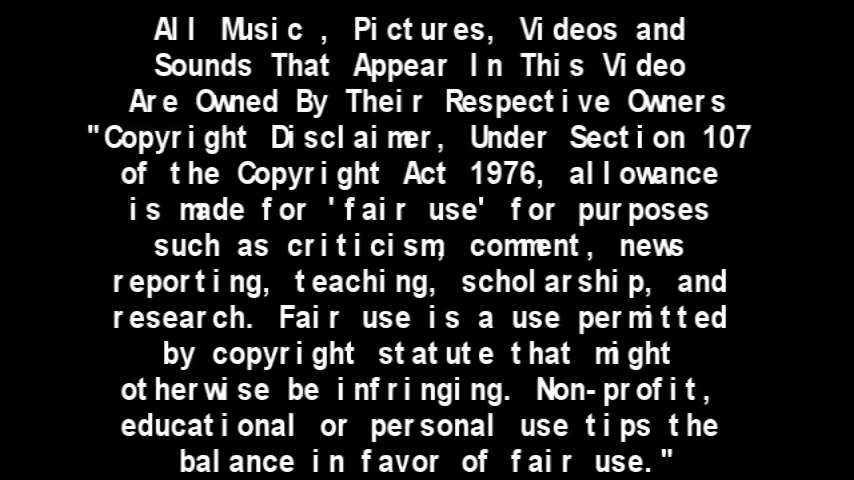 All Music , Pictures, Videos and
Sounds That Appear In This Video
Are Owned By Their Respective Owners
"Copyright Disclaimer, Under Section 107
of the Copyright Act 1976, allowance
is made for 'fair use' for purposes
such as criticism, comment, news
reporting, teaching, scholarship, and
research. Fair use is a use permitted
by copyright statute that might
otherwise be infringing. Non-profit,
educational or personal use tips the
balance in favor of fair use."